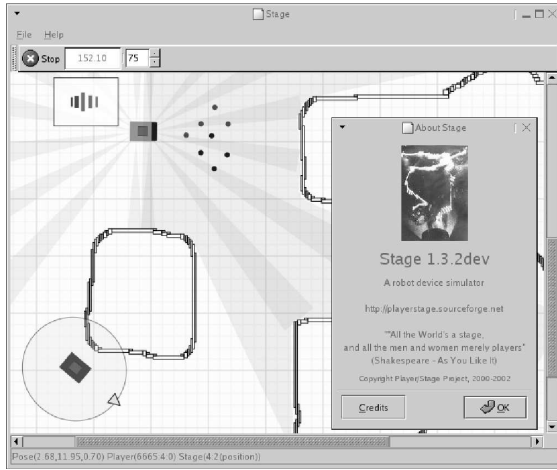 Stage
File Help
Stop 152.10 75
About Stage
Stage 1.3.2dev
A robot device simulator
http://playerstage.sourceforge.net
"All the World's a stage,
and all the men and women merely players"
(Shakespeare - As You Like It)
Copyright Player/Stage Project, 2000-2002
Credits OK
Pose(2.68,11.95,0.70) Player(6665:4:0) Stage(4:2(position))